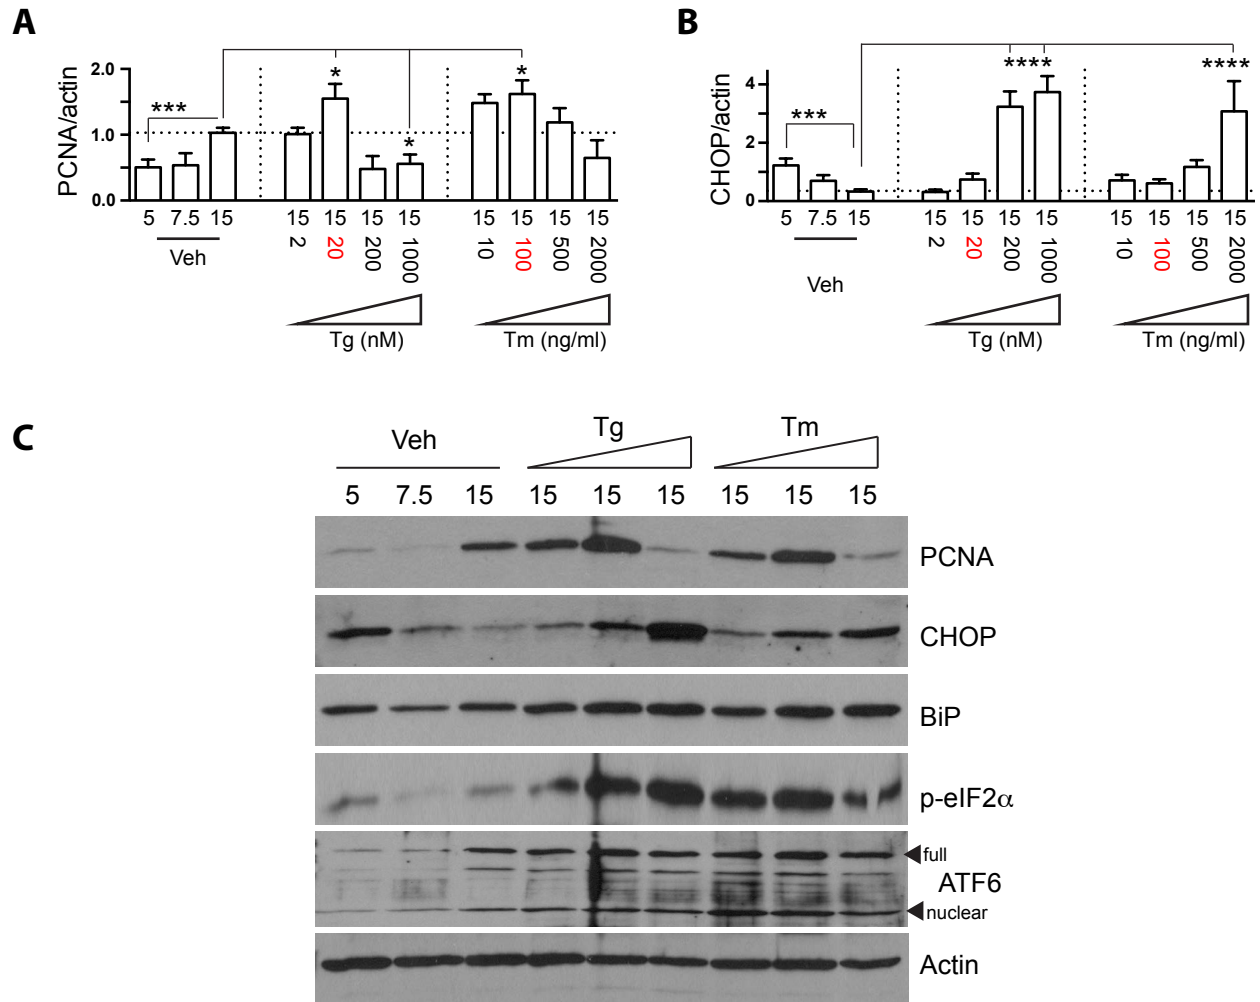 A
PCNA/actin
2.0
1.0
0.0
***
*
*
*
5 7.5 15 15 15 15 15 15 15 15 15
2 20 200 1000 10 100 500 2000
Veh
Tg (nM) Tm (ng/ml)
B
CHOP/actin
4
2
0
***
****
****
5 7.5 15 15 15 15 15 15 15 15 15
2 20 200 1000 10 100 500 2000
Veh
Tg (nM) Tm (ng/ml)
C
Veh Tg Tm
5 7.5 15 15 15 15 15 15 15
PCNA
CHOP
BiP
p-eIF2α
full
ATF6
nuclear
Actin